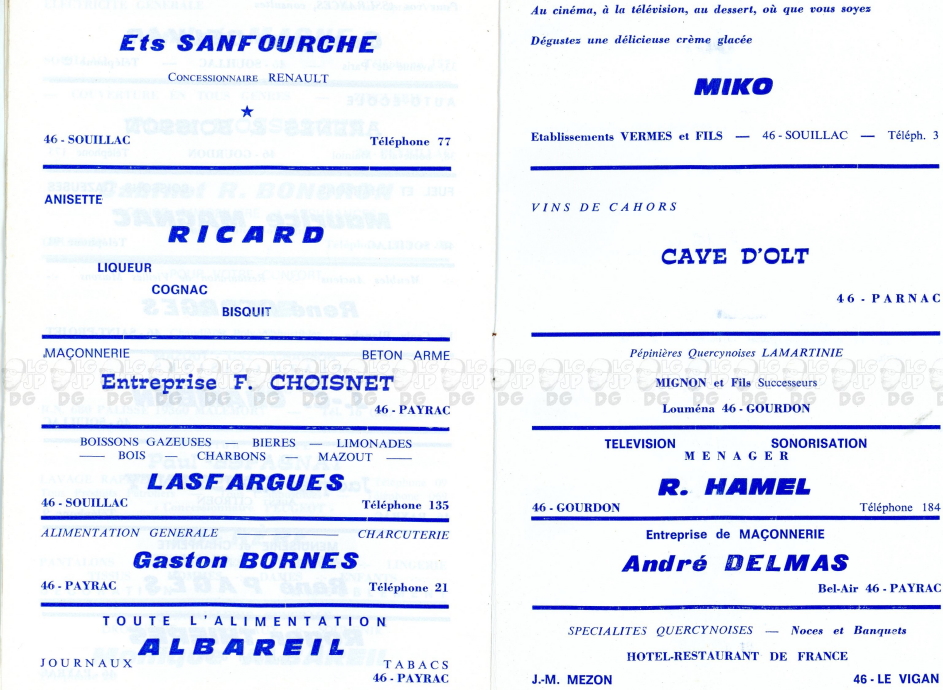 Ets SANFOURCHE
CONCESSIONNAIRE RENAULT
46 - SOUILLAC Téléphone 77
ANISETTE
RICARD
LIQUEUR
COGNAC
BISQUIT
MAÇONNERIE BETON ARME
Entreprise F. CHOISNET
46 - PAYRAC
BOISSONS GAZEUSES — BIERES — LIMONADES
— BOIS — CHARBONS — MAZOUT —
LASFARGUES
46 - SOUILLAC Téléphone 135
ALIMENTATION GENERALE — CHARCUTERIE
Gaston BORNES
46 - PAYRAC Téléphone 21
TOUTE L'ALIMENTATION
ALBAREIL
JOURNAUX TABACS
46 - PAYRAC
Au cinéma, à la télévision, au dessert, où que vous soyez
Dégustez une délicieuse crème glacée
MIKO
Etablissements VERMES et FILS — 46 - SOUILLAC — Téléph. 3
VINS DE CAHORS
CAVE D'OLT
46 - PARNAC
Pépinières Quercynoises LAMARTINIE
MIGNON et Fils Successeurs
Louména 46 - GOURDON
TELEVISION SONORISATION
MENAGER
R. HAMEL
46 - GOURDON Téléphone 184
Entreprise de MAÇONNERIE
André DELMAS
Bel-Air 46 - PAYRAC
SPECIALITES QUERCYNOISES — Noces et Banquets
HOTEL-RESTAURANT DE FRANCE
J.-M. MEZON 46 - LE VIGAN